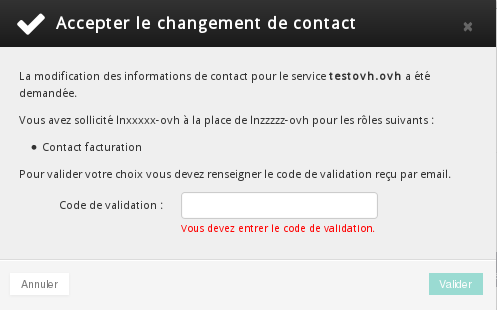 Accepter le changement de contact
La modification des informations de contact pour le service testovh.ovh a été
demandée.
Vous avez sollicité lnxxxxx-ovh à la place de lnzzzzz-ovh pour les rôles suivants :
• Contact facturation
Pour valider votre choix vous devez renseigner le code de validation reçu par email.
Code de validation :
Vous devez entrer le code de validation.
Annuler
Valider